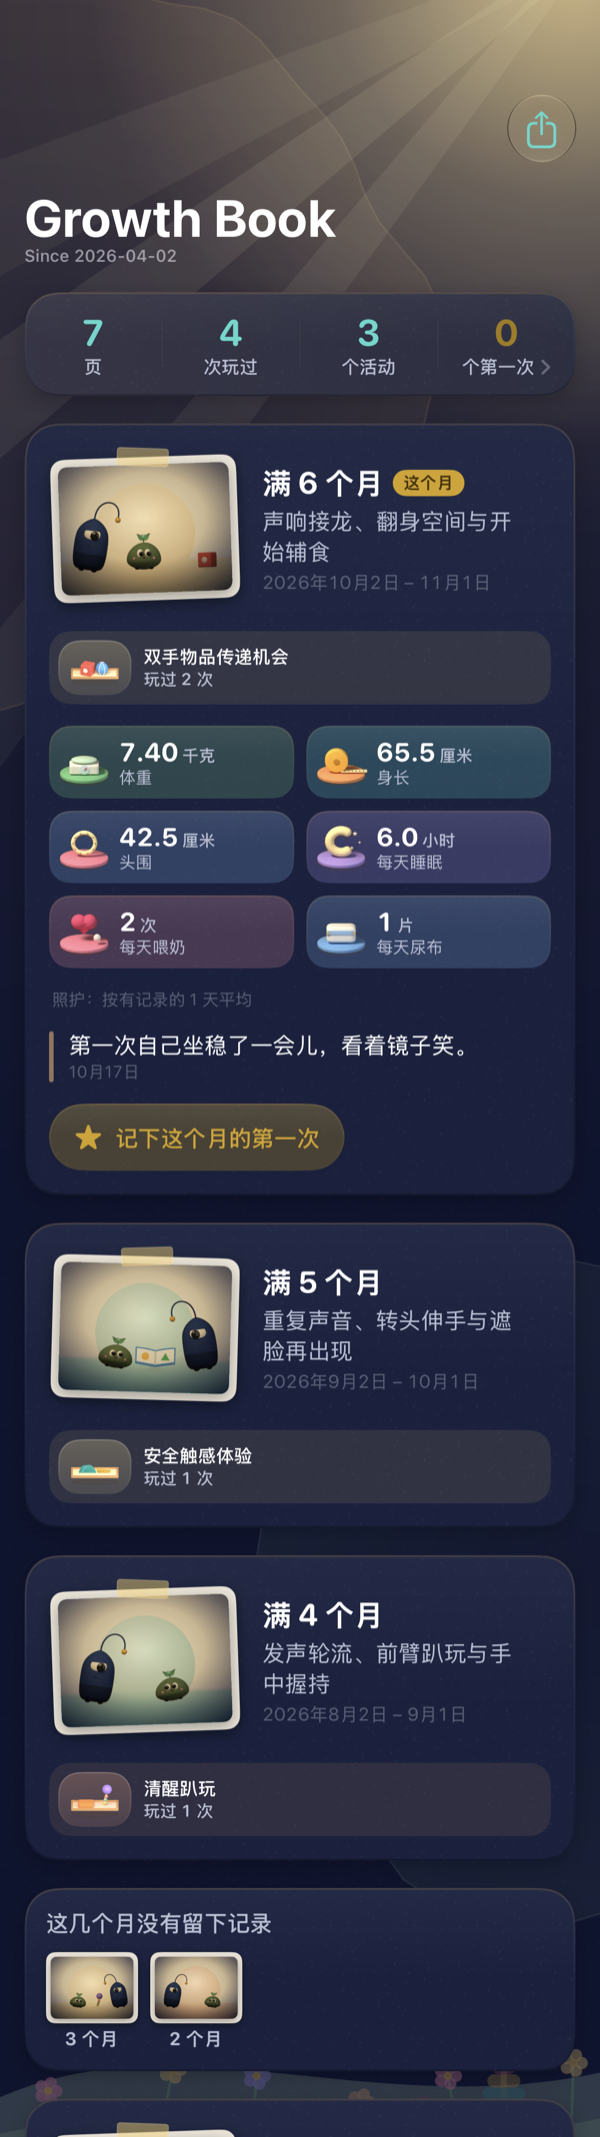 Growth Book
Since 2026-04-02
7
页
4
次玩过
3
个活动
0
个第一次
满 6 个月
这个月
声响接龙、翻身空间与开
始辅食
2026年10月2日 – 11月1日
双手物品传递机会
玩过 2 次
7.40 千克
体重
65.5 厘米
身长
42.5 厘米
头围
6.0 小时
每天睡眠
2 次
每天喂奶
1 片
每天尿布
照护：按有记录的 1 天平均
第一次自己坐稳了一会儿，看着镜子笑。
10月17日
记下这个月的第一次
满 5 个月
重复声音、转头伸手与遮
脸再出现
2026年9月2日 – 10月1日
安全触感体验
玩过 1 次
满 4 个月
发声轮流、前臂趴玩与手
中握持
2026年8月2日 – 9月1日
清醒趴玩
玩过 1 次
这几个月没有留下记录
3 个月
2 个月